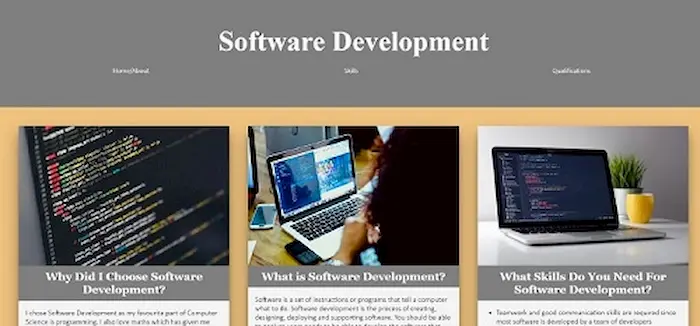 Software Development
Home/About
Skills
Qualifications
Why Did I Choose Software
Development?
What is Software Development?
What Skills Do You Need For
Software Development?
I chose Software Development as my favourite part of Computer
Science is programming. I also love maths which has given me
Software is a set of instructions or programs that tell a computer
what to do. Software development is the process of creating,
designing, deploying and supporting software. You should be able
Teamwork and good communication skills are required since
most software is developed by a team of developers